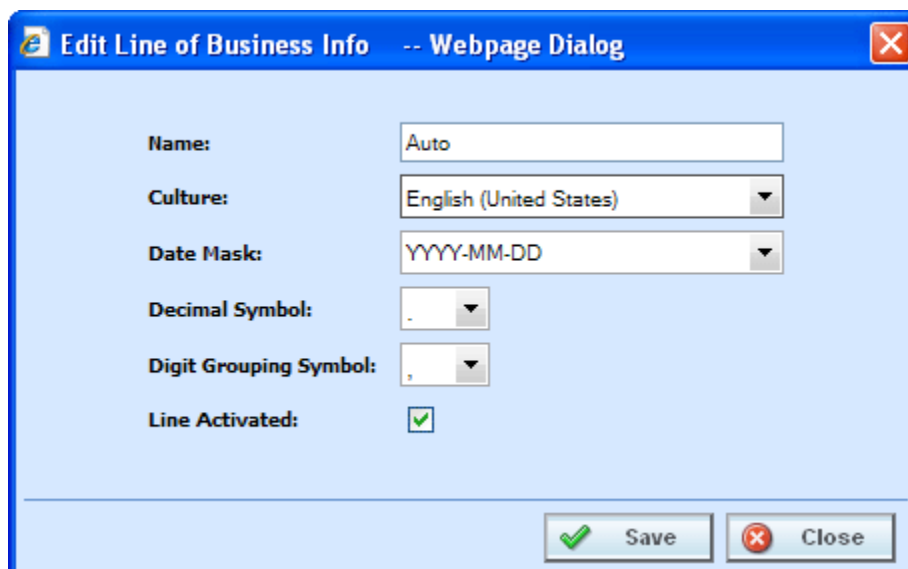 Edit Line of Business Info -- Webpage Dialog
Name: Auto
Culture: English (United States)
Date Mask: YYYY-MM-DD
Decimal Symbol: .
Digit Grouping Symbol: ,
Line Activated:
Save Close